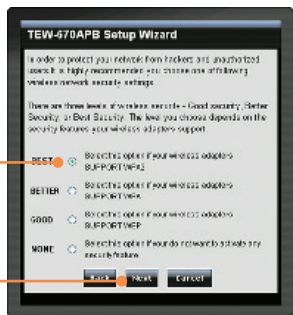 TEW-670APB Setup Wizard
In order to protect your network from hackers and unauthorized
users it is highly recommended you choose one of following
wireless network security settings.
There are three levels of wireless security - Good security, Better
Security, or Best Security. The level you choose depends on the
security features your wireless adapters support.
BEST Select this option if your wireless adapters
SUPPORT WPA2
BETTER Select this option if your wireless adapters
SUPPORT WPA
GOOD Select this option if your wireless adapters
SUPPORT WEP
NONE Select this option if your do not want to activate any
security feature
Back Next Cancel